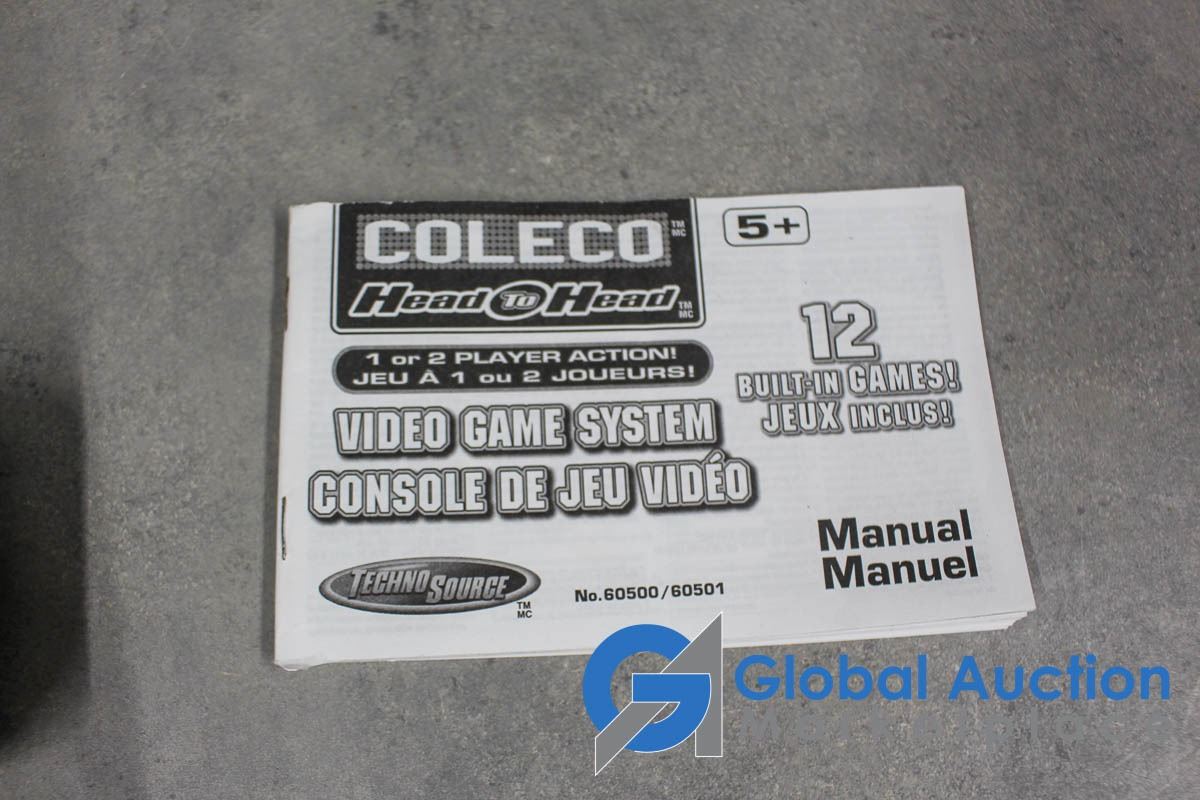 COLECO TM MC
Head To Head TM MC
5+
1 or 2 PLAYER ACTION!
JEU À 1 ou 2 JOUEURS!
12
BUILT-IN GAMES!
JEUX INCLUS!
VIDEO GAME SYSTEM
CONSOLE DE JEU VIDÉO
Manual
Manuel
TECHNO SOURCE TM MC
No.60500/60501
GA Global Auction
Marketplace